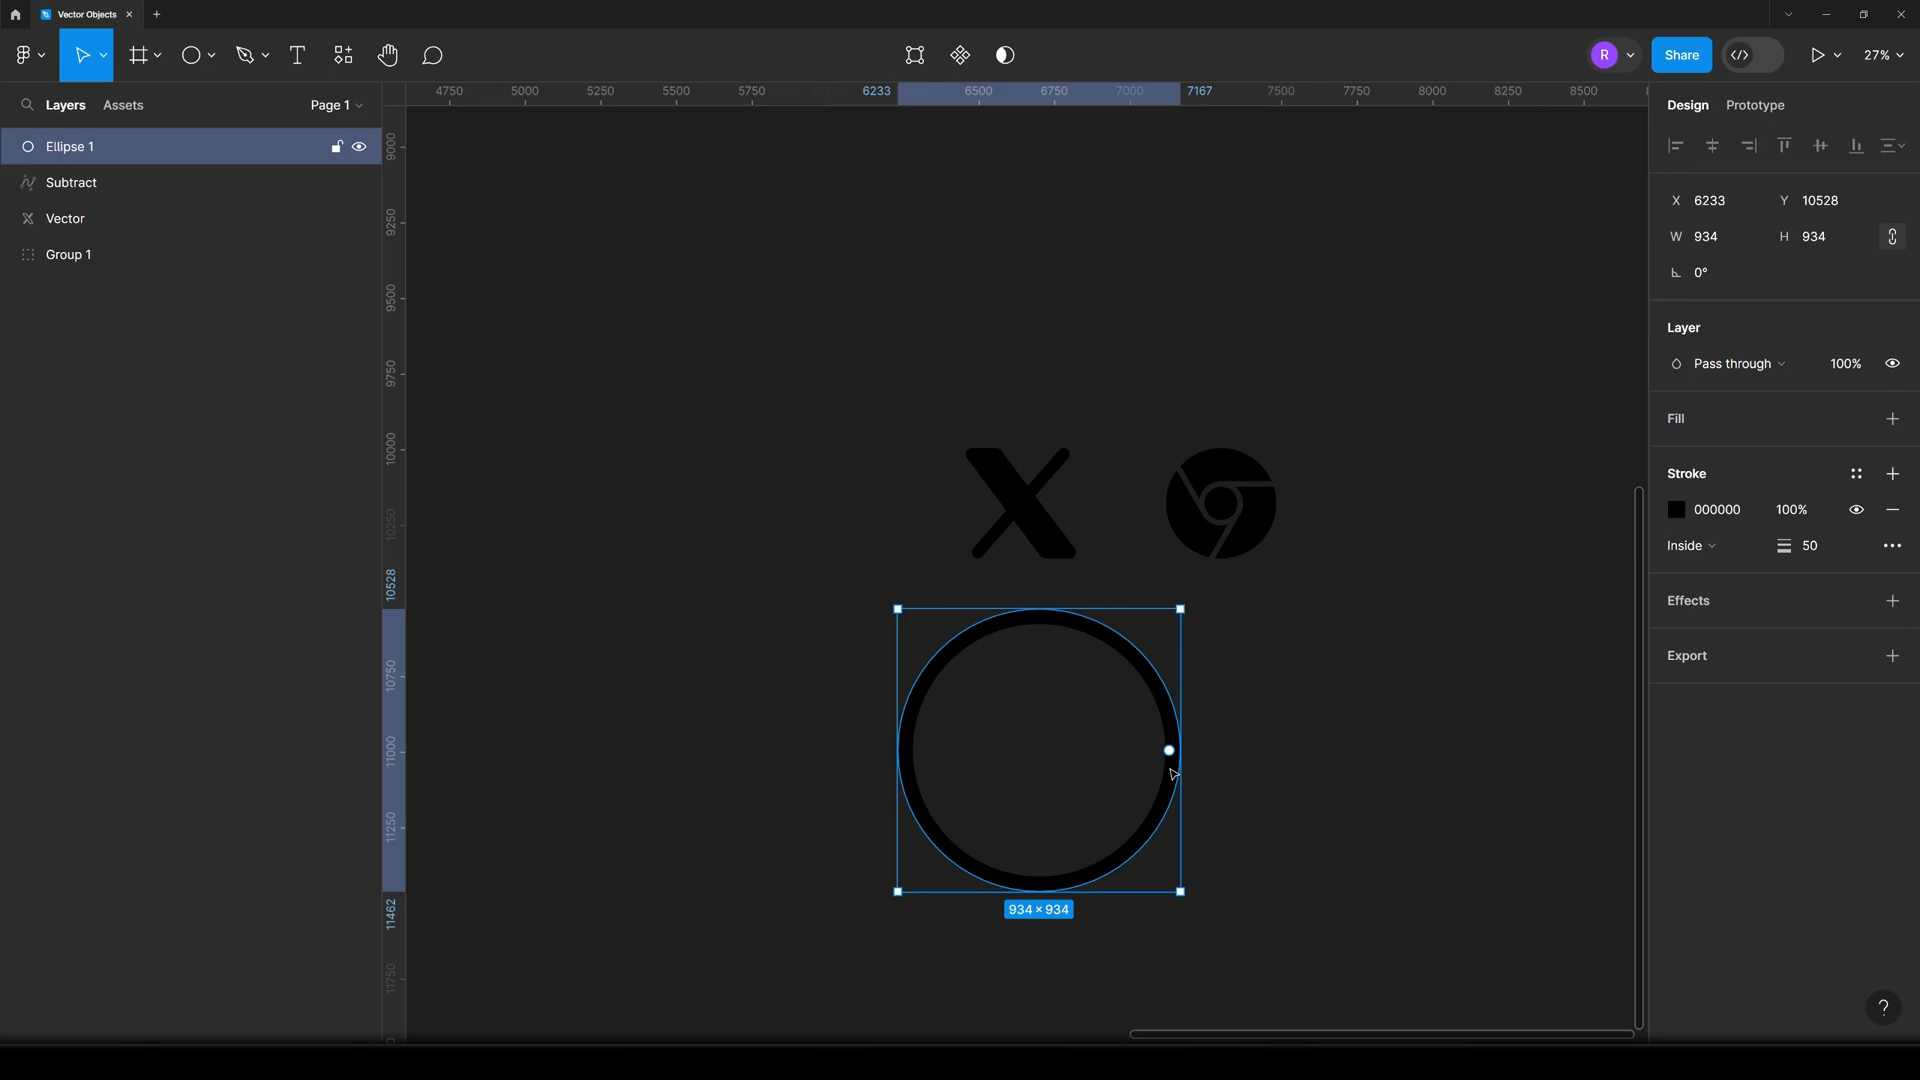 Vector Objects
R
Share
27%
Layers
Assets
Page 1
4750
5000
5250
5500
5750
6233
6500
6750
7000
7167
7500
7750
8000
8250
8500
Design
Prototype
Ellipse 1
Subtract
Vector
Group 1
9000
9250
9500
9750
10000
10250
10528
10750
11000
11250
11462
11750
X 6233
Y 10528
W 934
H 934
0°
Layer
Pass through
100%
Fill
Stroke
000000
100%
Inside
50
Effects
Export
934 × 934
?